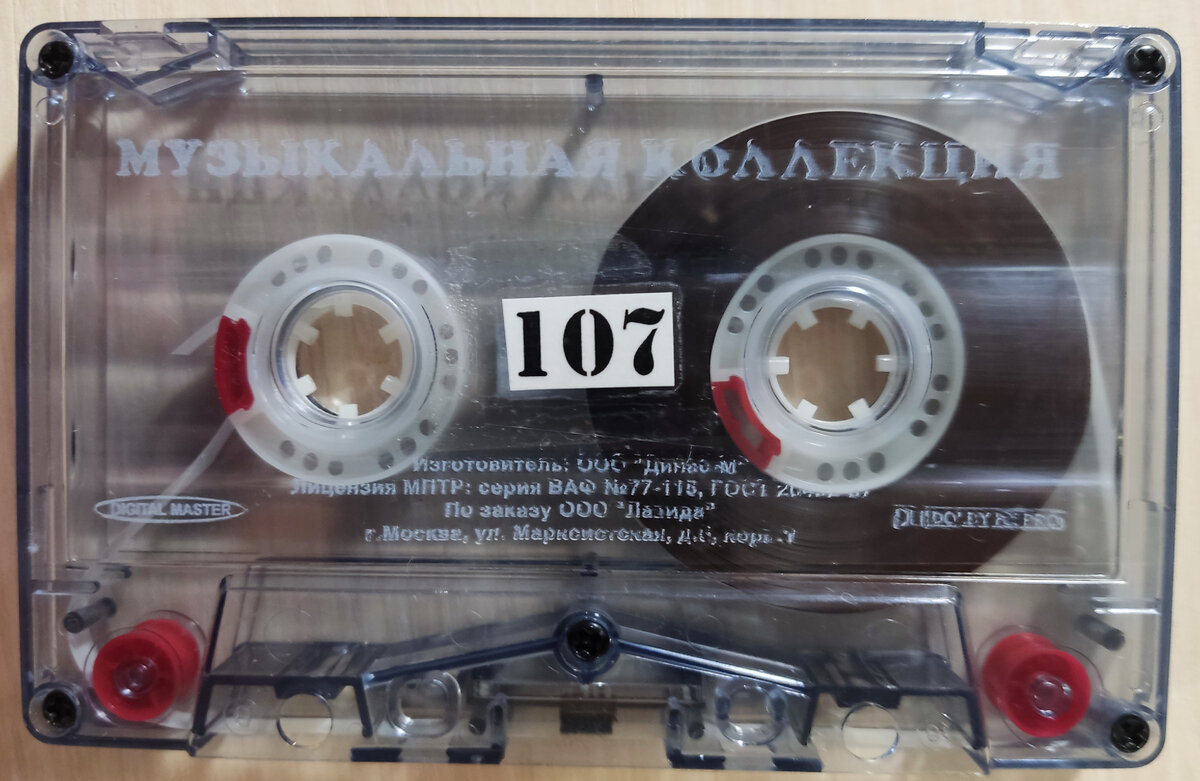 МУЗЫКАЛЬНАЯ КОЛЛЕКЦИЯ
107
Изготовитель: ООО "Динас-М"
Лицензия МПТР: серия ВАФ №77-115, ГОСТ
По заказу ООО
г.Москва, ул. Марксистская,
DIGITAL MASTER